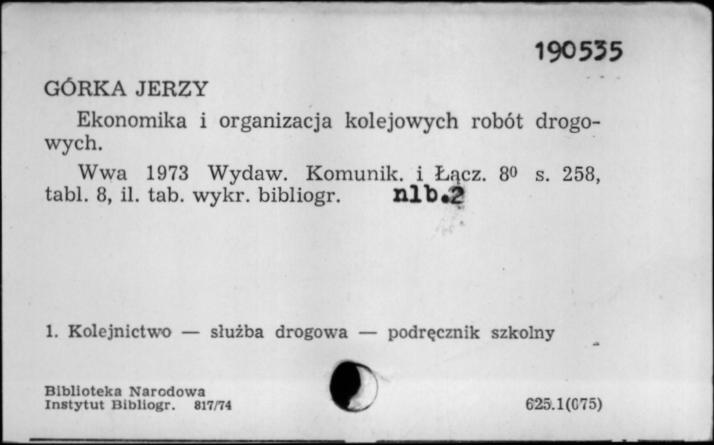 190535
GÓRKA JERZY
Ekonomika i organizacja kolejowych robót drogo-
wych.
Wwa 1973 Wydaw. Komunik. i Łącz. 8⁰ s. 258,
tabl. 8, il. tab. wykr. bibliogr. nlb.2
1. Kolejnictwo — służba drogowa — podręcznik szkolny
Biblioteka Narodowa
Instytut Bibliogr. 817/74 625.1(075)